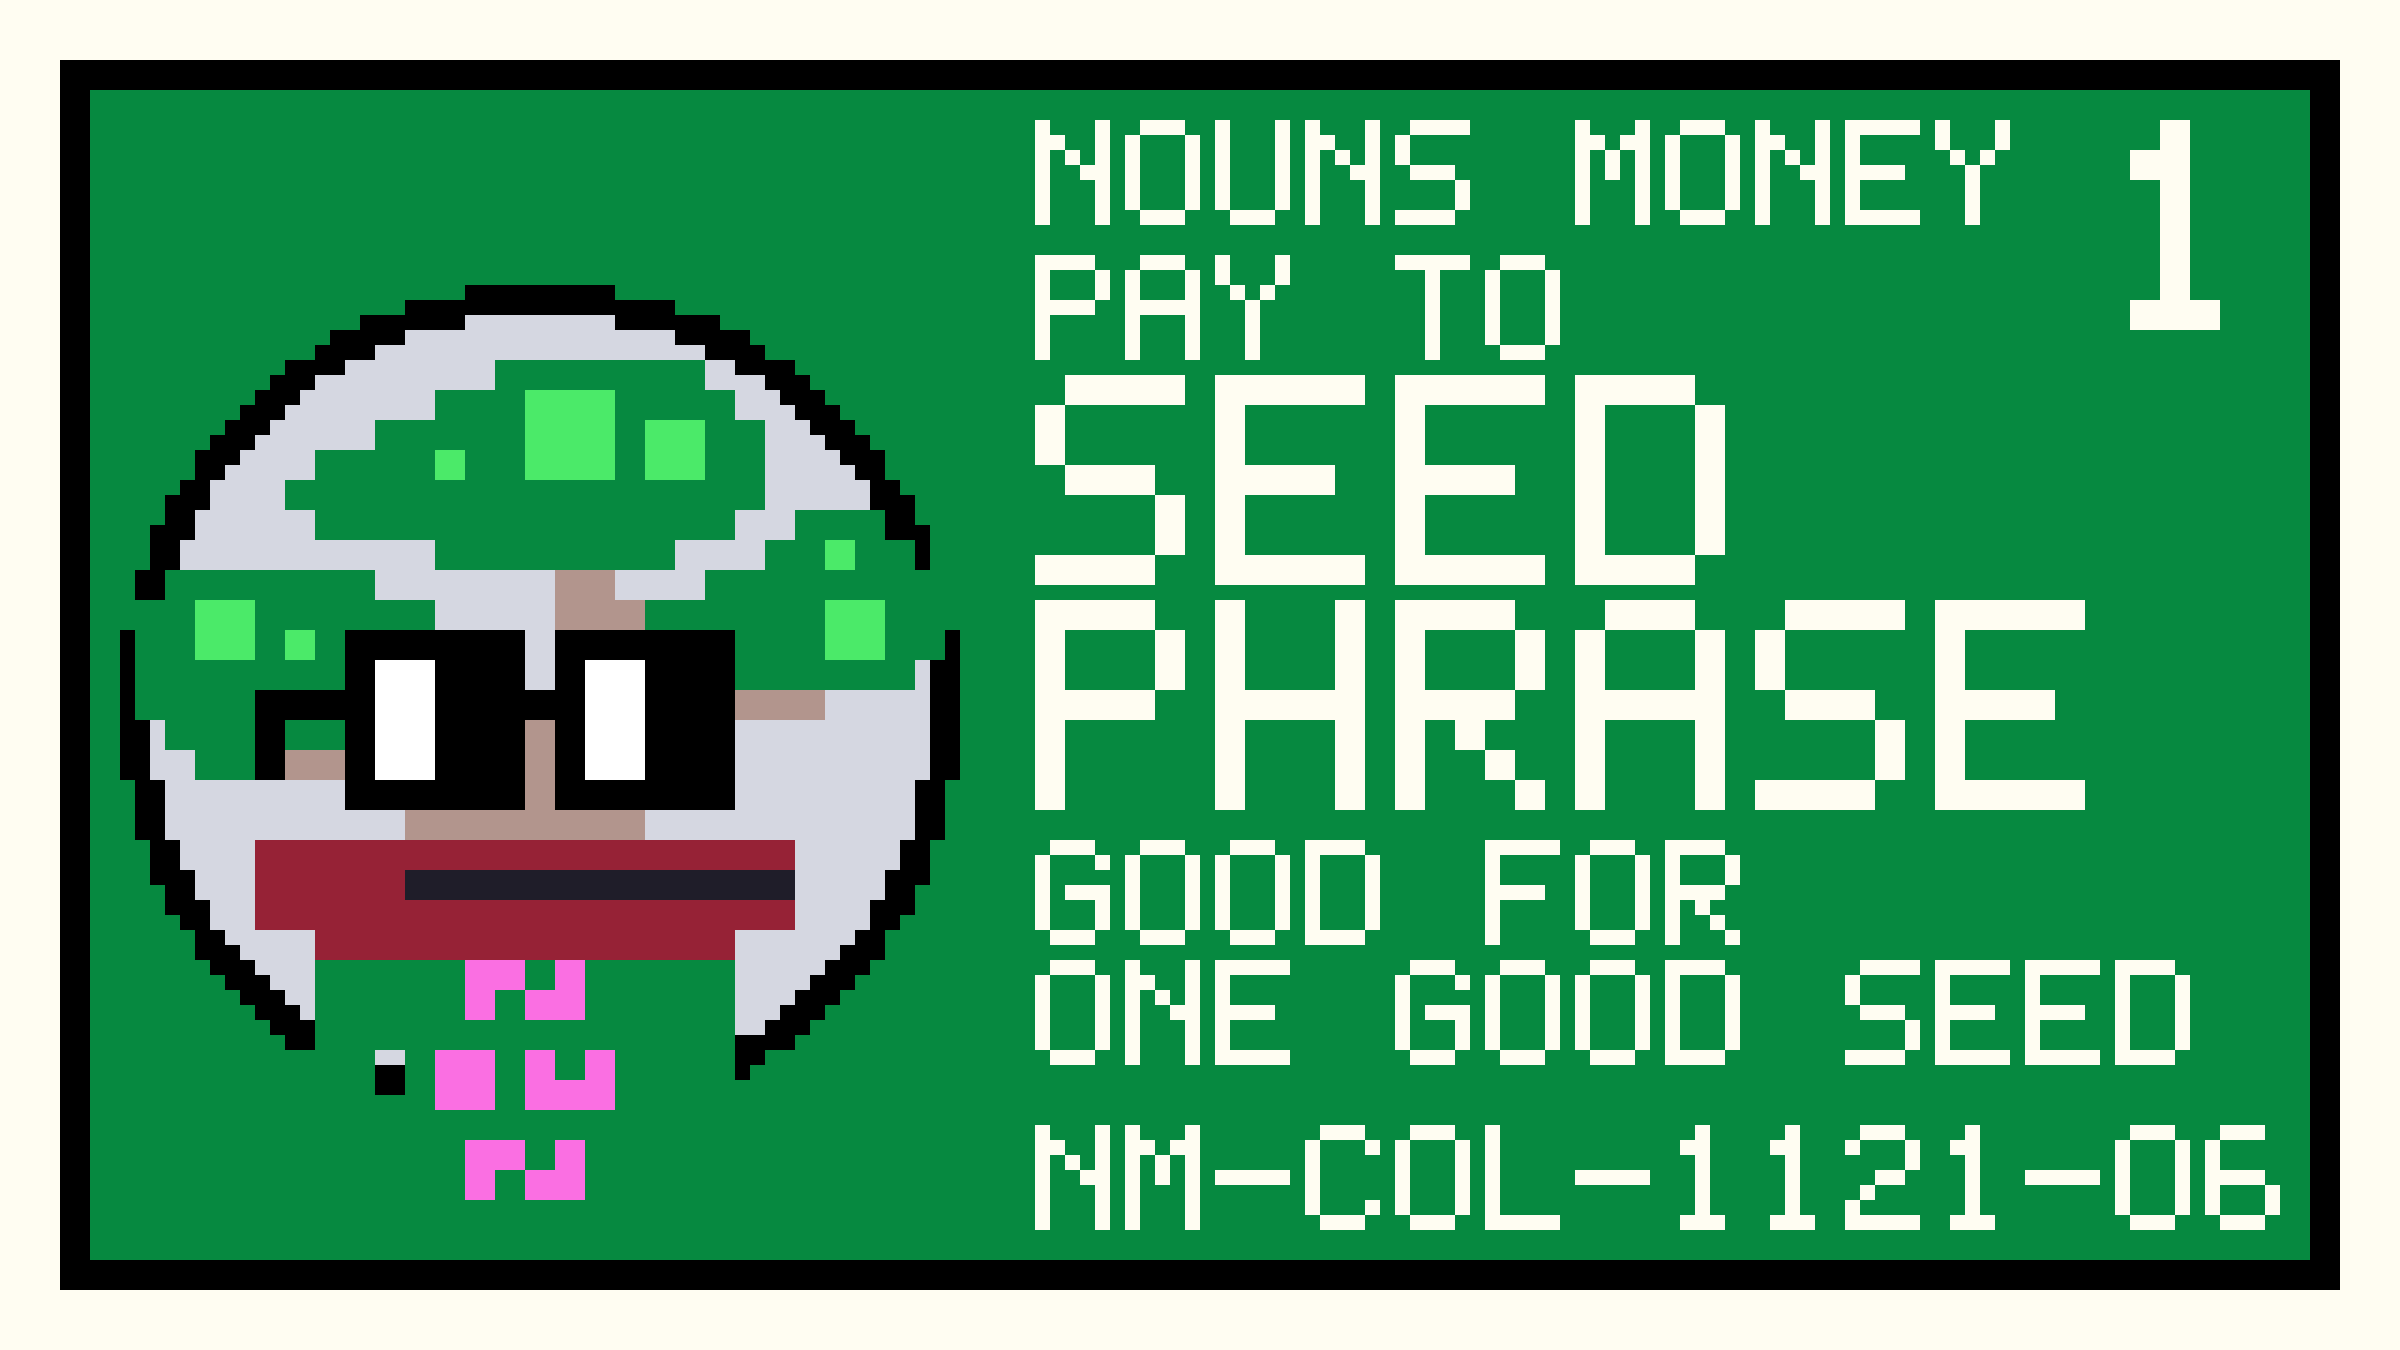 NOUNS MONEY 1
PAY TO
SEED
PHRASE
GOOD FOR
ONE GOOD SEED
NM-COL-1121-06